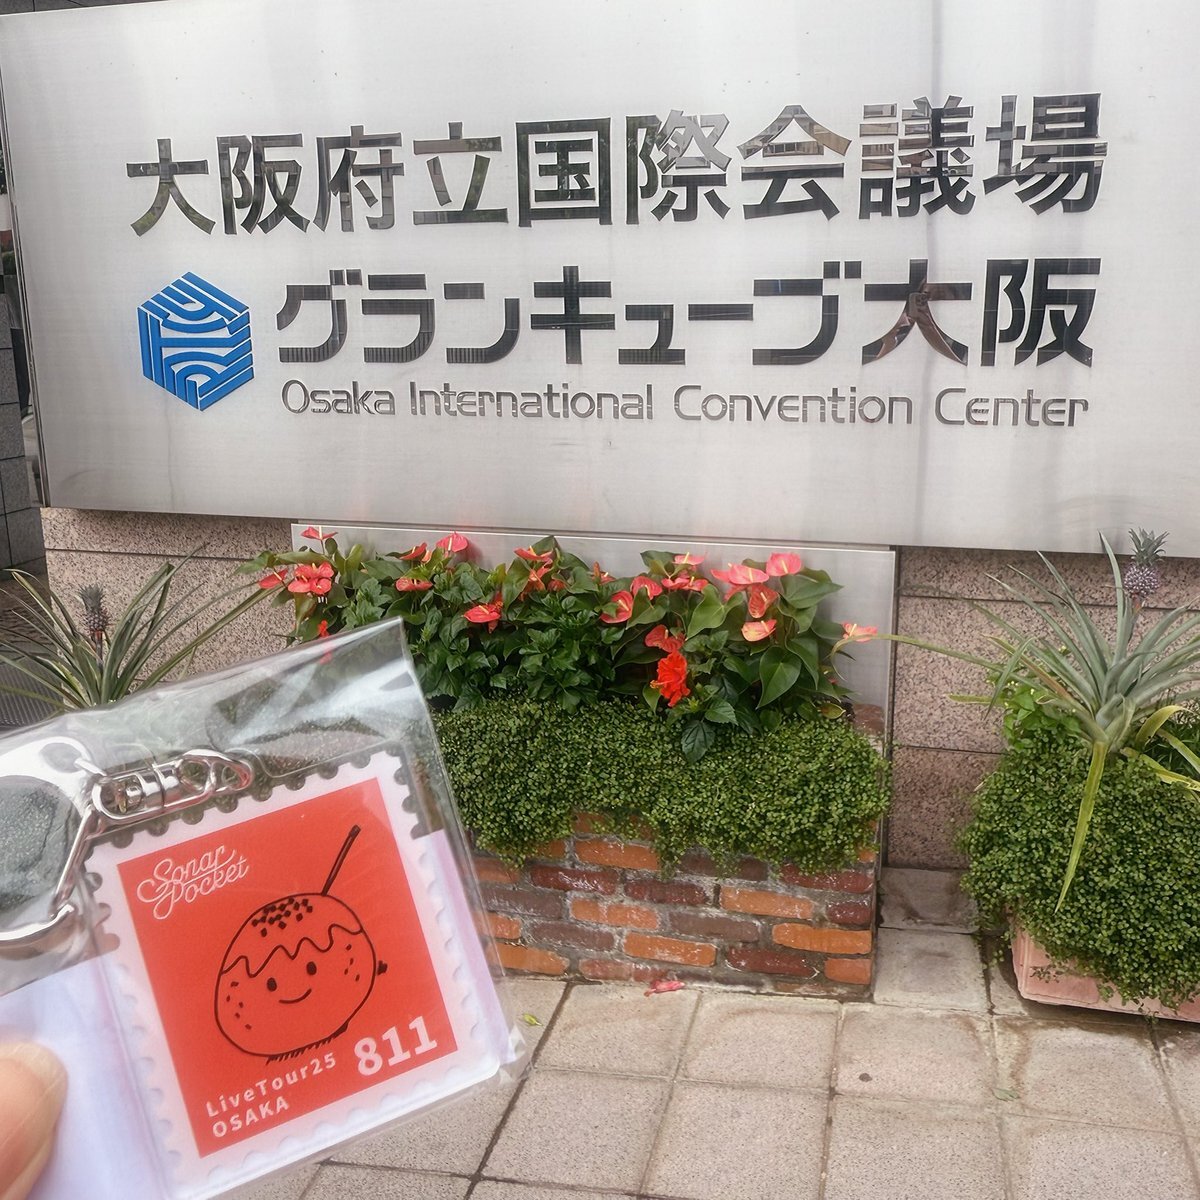 大阪府立国際会議場
グランキューブ大阪
Osaka International Convention Center
Sonar
Pocket
LiveTour25
OSAKA
811